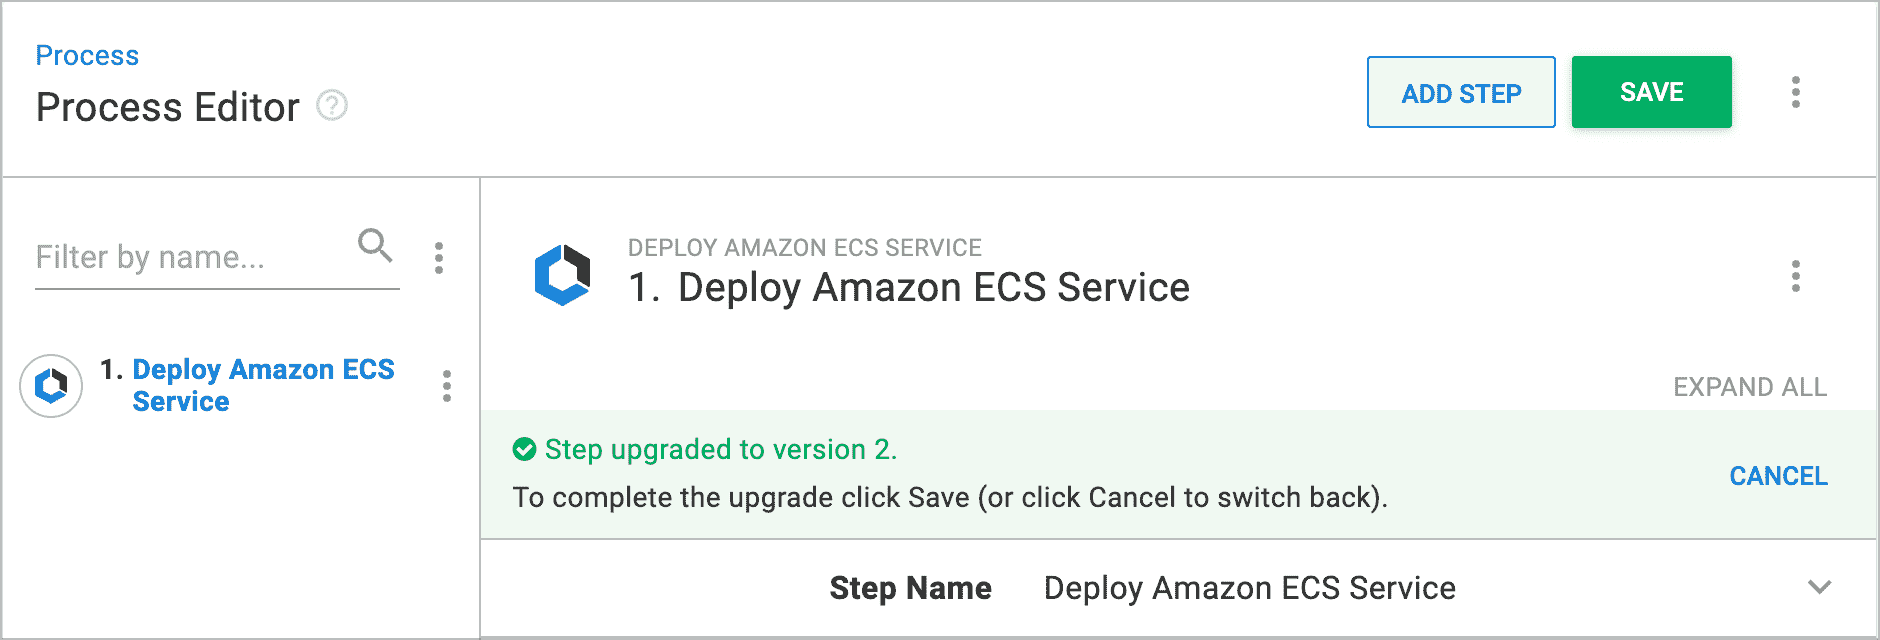 Process
Process Editor ?
ADD STEP
SAVE
Filter by name...
1. Deploy Amazon ECS
Service
DEPLOY AMAZON ECS SERVICE
1. Deploy Amazon ECS Service
EXPAND ALL
Step upgraded to version 2.
To complete the upgrade click Save (or click Cancel to switch back).
CANCEL
Step Name Deploy Amazon ECS Service